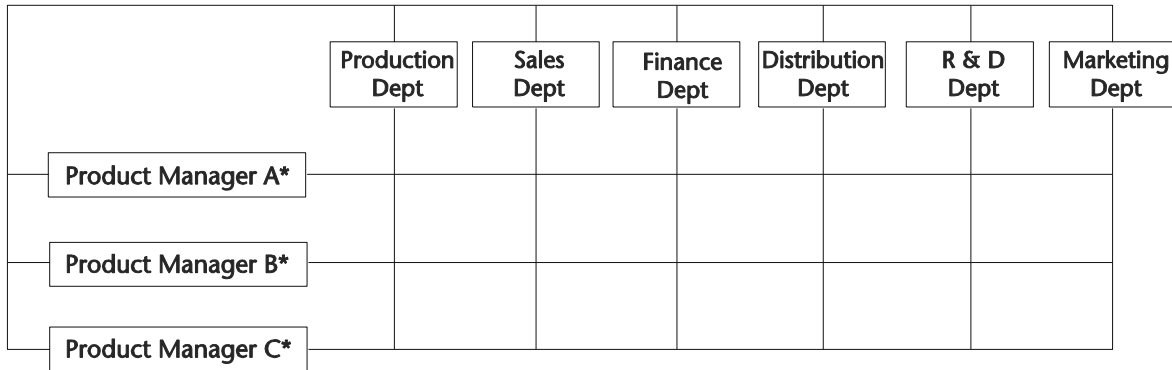 Production
Dept
Sales
Dept
Finance
Dept
Distribution
Dept
R & D
Dept
Marketing
Dept
Product Manager A*
Product Manager B*
Product Manager C*